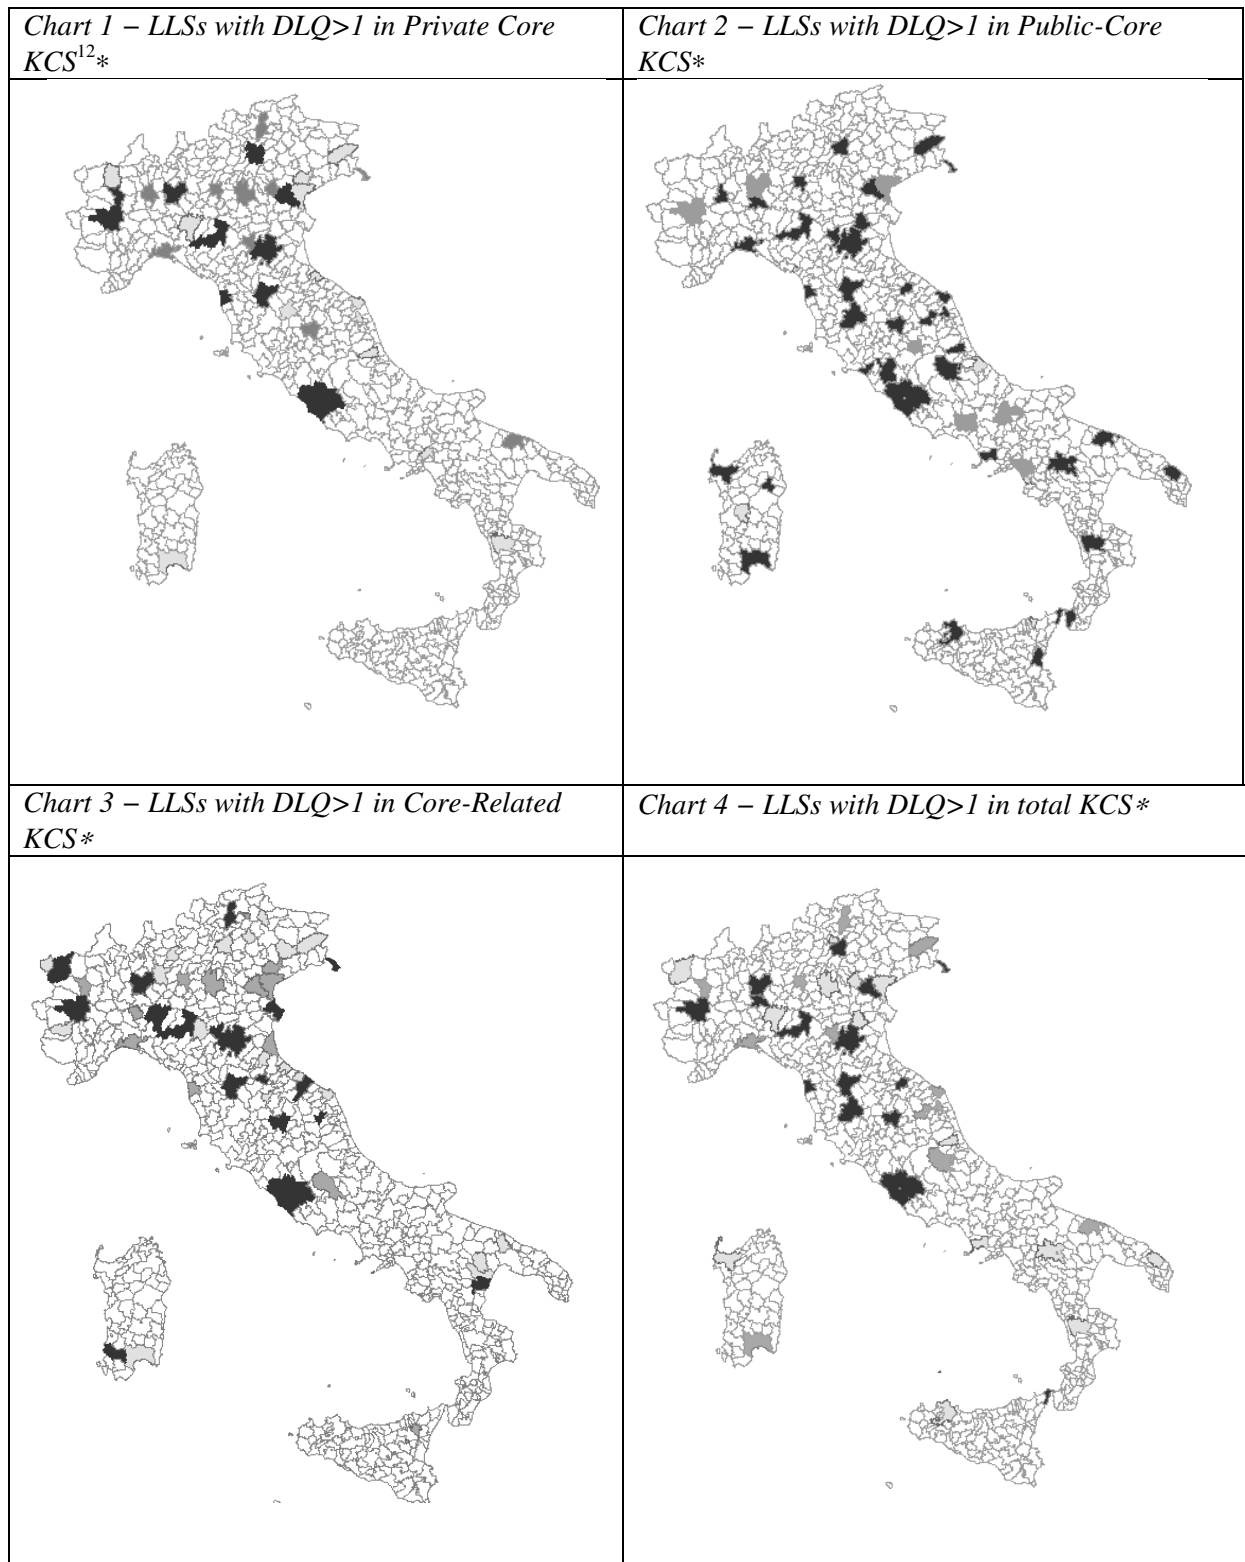 Chart 1 – LLSs with DLQ>1 in Private Core
KCS12*
Chart 2 – LLSs with DLQ>1 in Public-Core
KCS*
Chart 3 – LLSs with DLQ>1 in Core-Related
KCS*
Chart 4 – LLSs with DLQ>1 in total KCS*